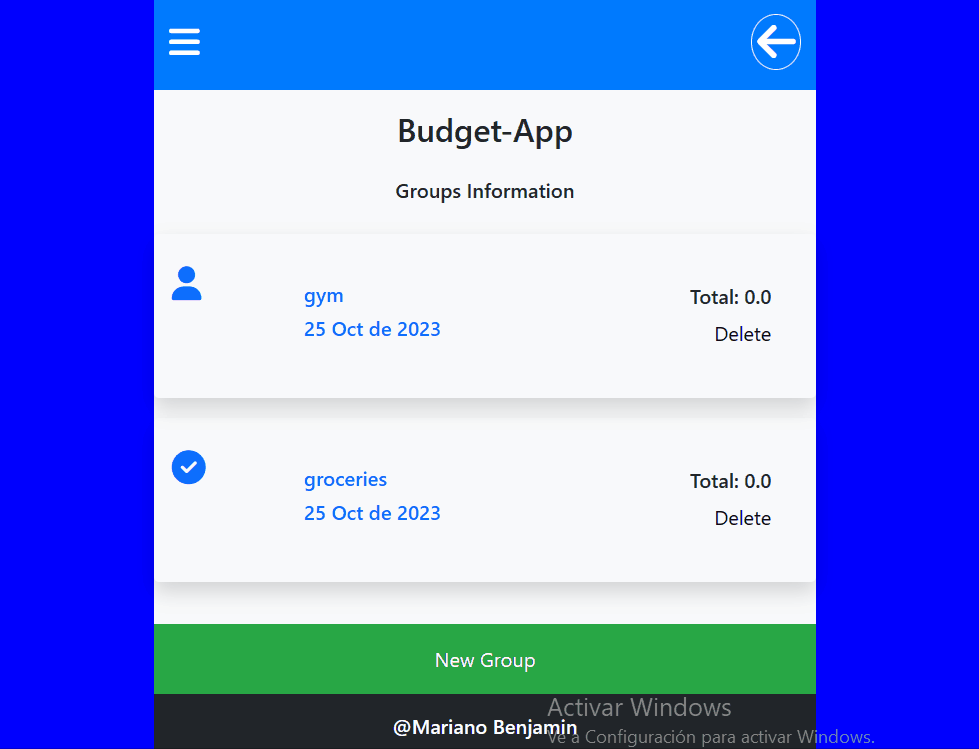 Budget-App
Groups Information
gym
Total: 0.0
25 Oct de 2023
Delete
groceries
Total: 0.0
25 Oct de 2023
Delete
New Group
Activar Windows
@Mariano Benjamin
Ve a Configuración para activar Windows.